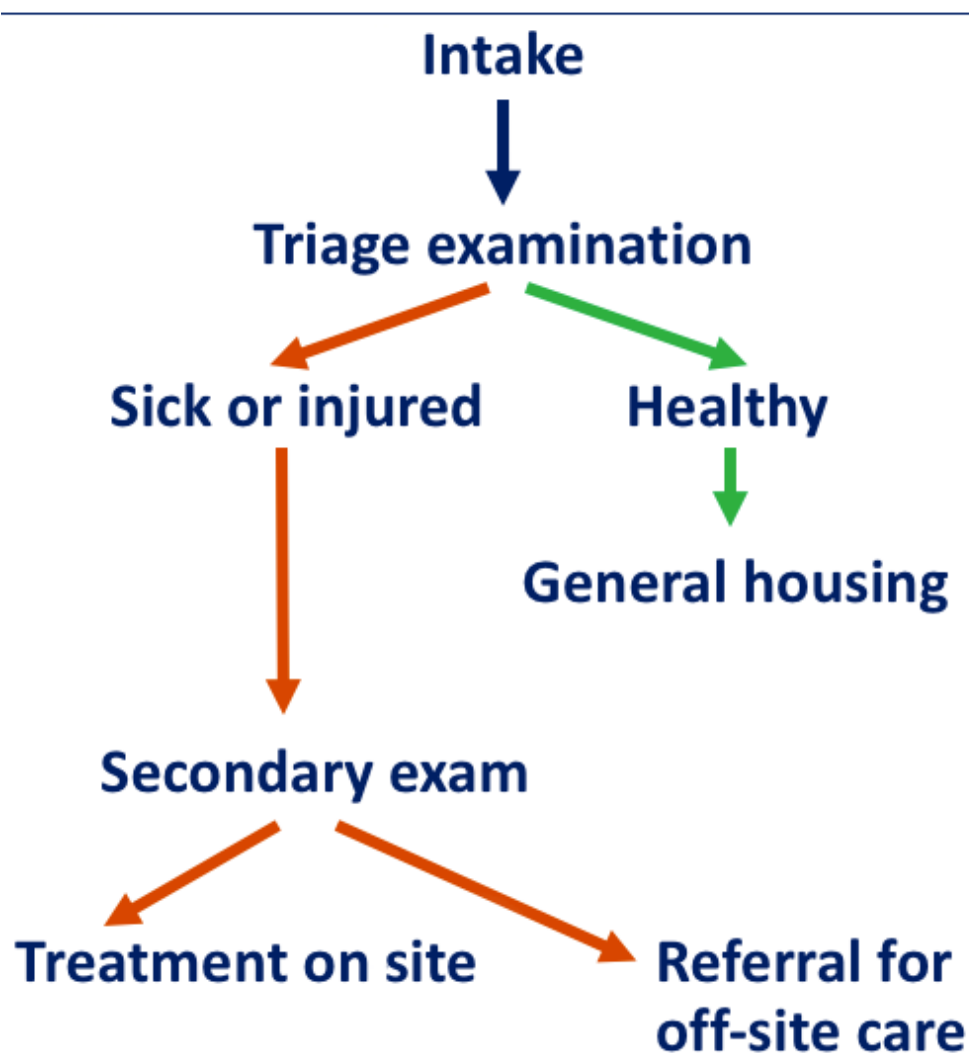 Intake
Triage examination
Sick or injured
Healthy
General housing
Secondary exam
Treatment on site
Referral for
off-site care